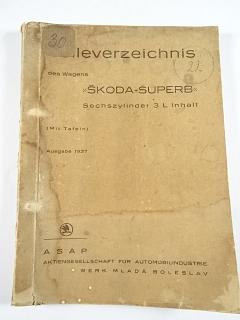 30
22
leverzeichnis
des Wagens
»ŠKODA-SUPERB«
Sechszylinder 3 L Inhalt
(Mit Tafeln)
Ausgabe 1937
ASAP
AKTIENGESELLSCHAFT FÜR AUTOMOBILINDUSTRIE
WERK MLADÁ BOLESLAV